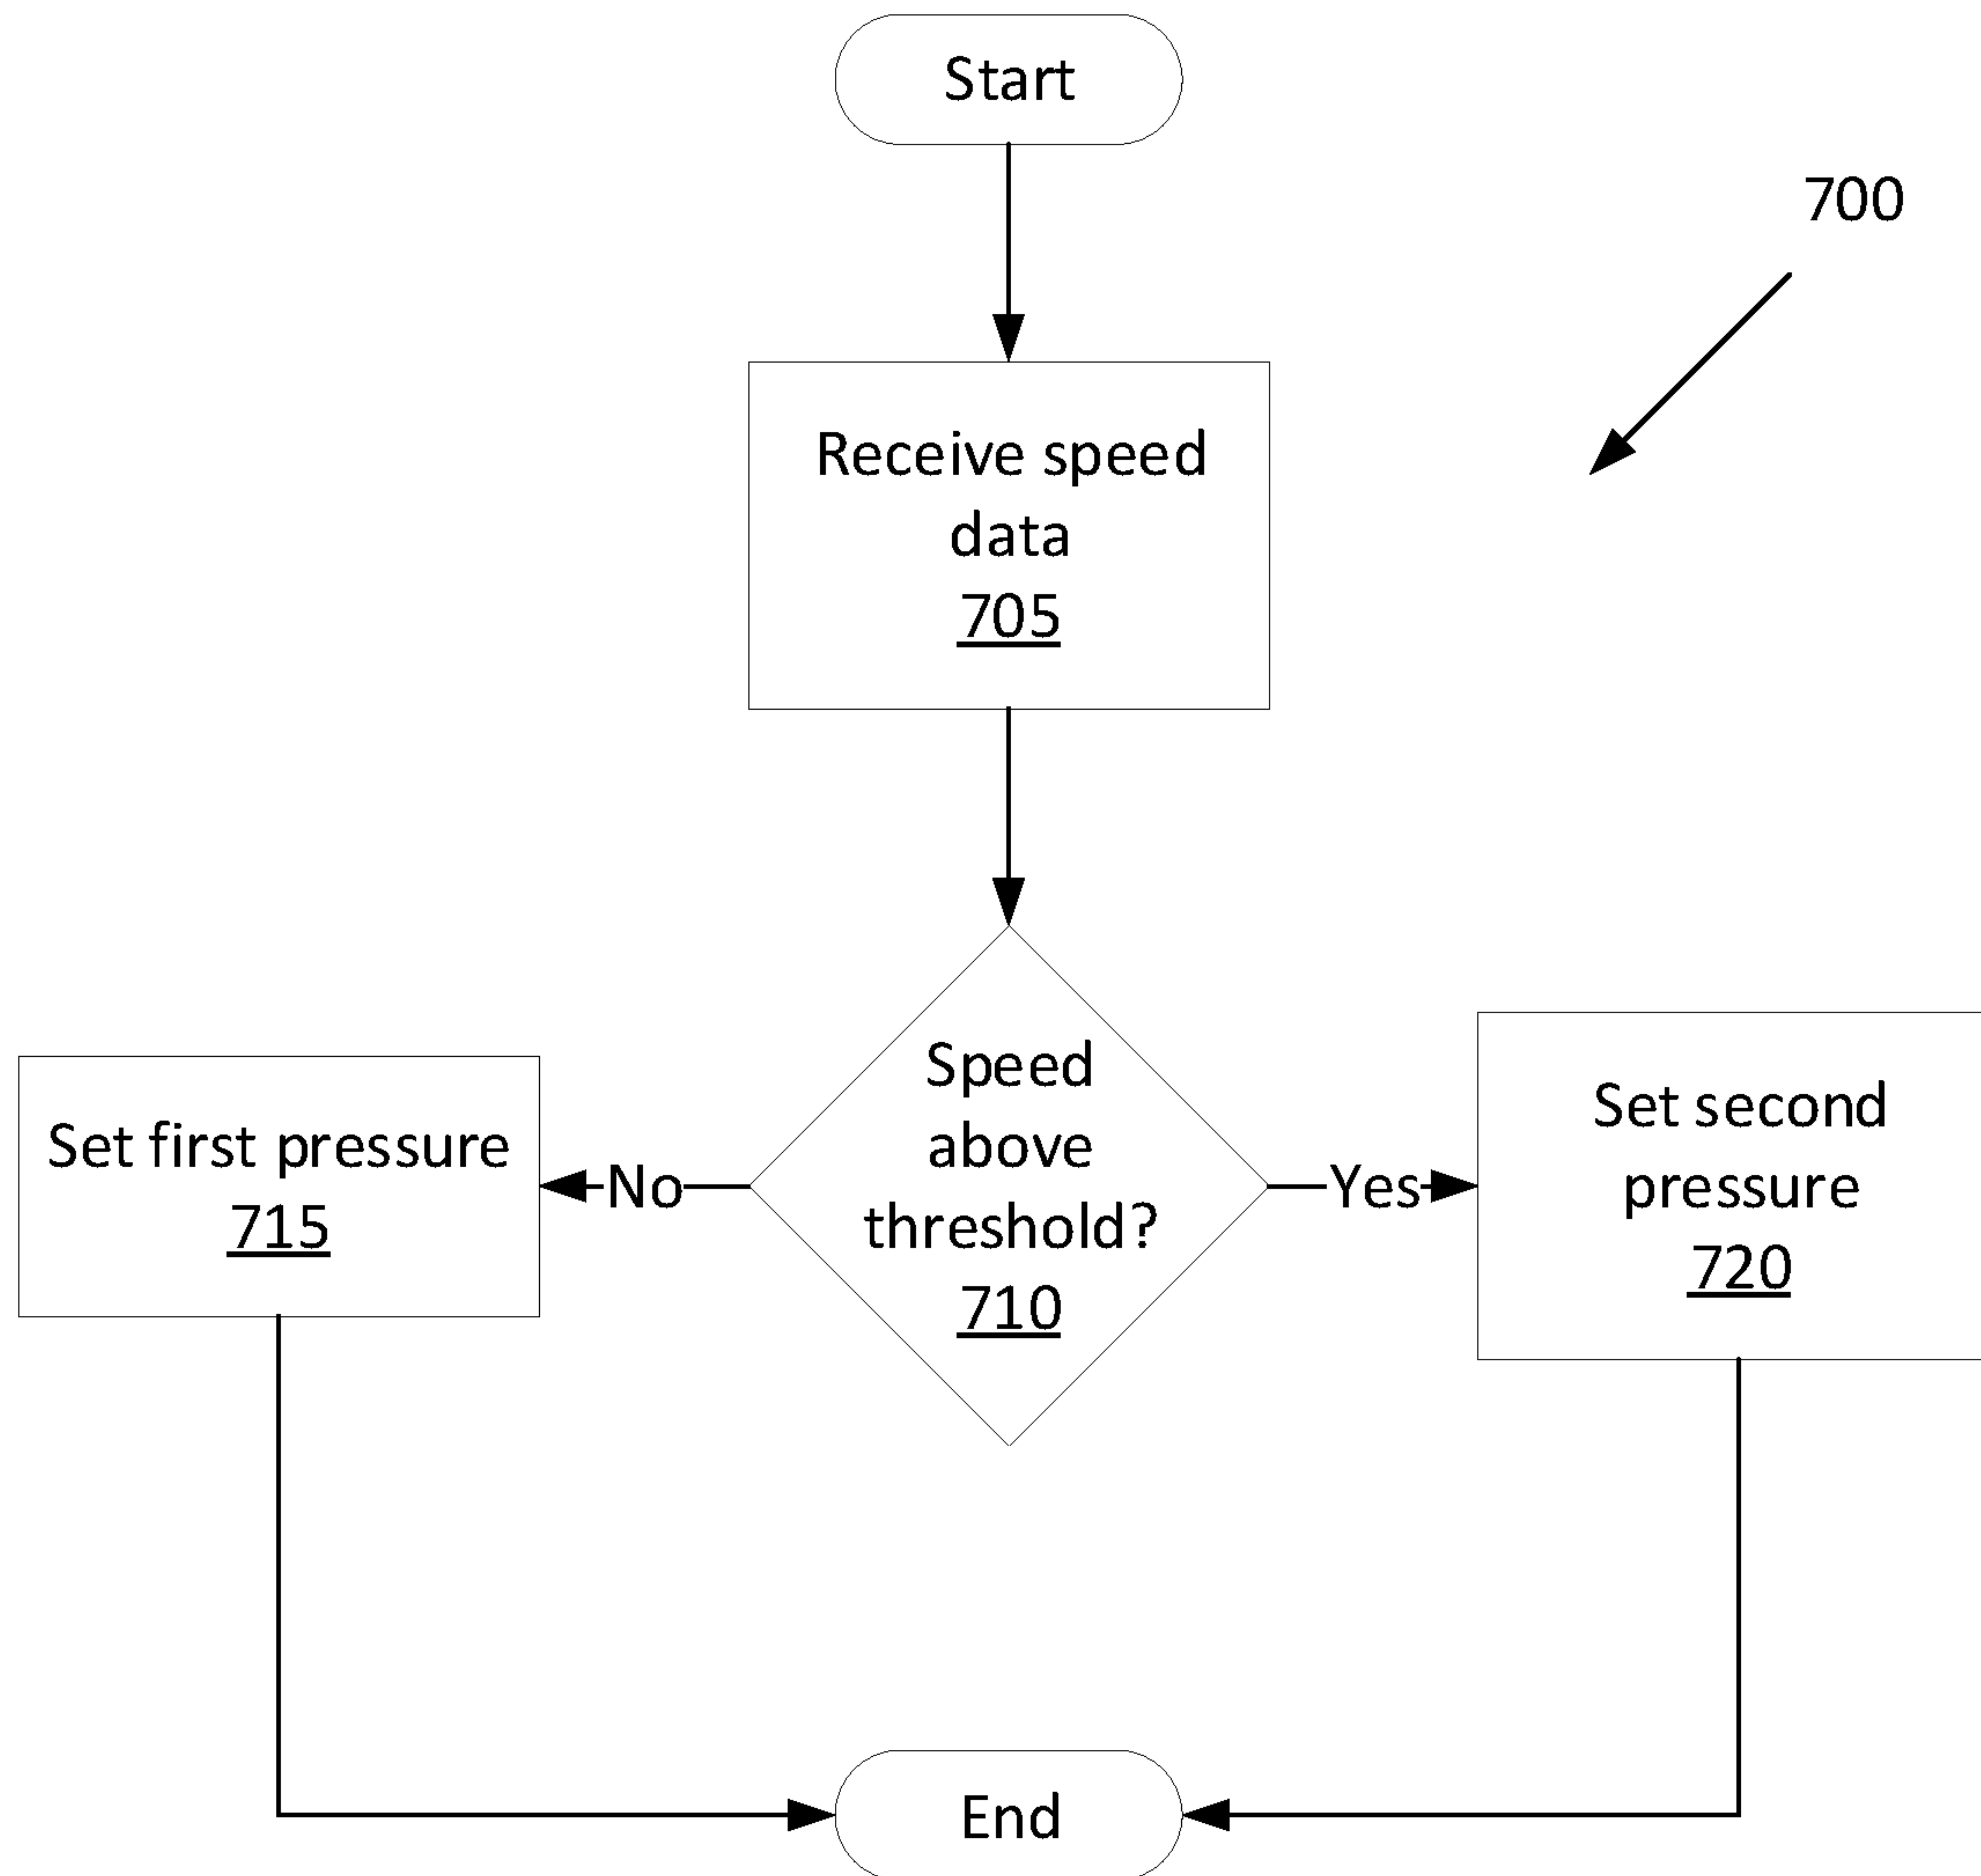 Start
700
Receive speed
data
705
Speed
above
threshold?
710
No
Yes
Set first pressure
715
Set second
pressure
720
End